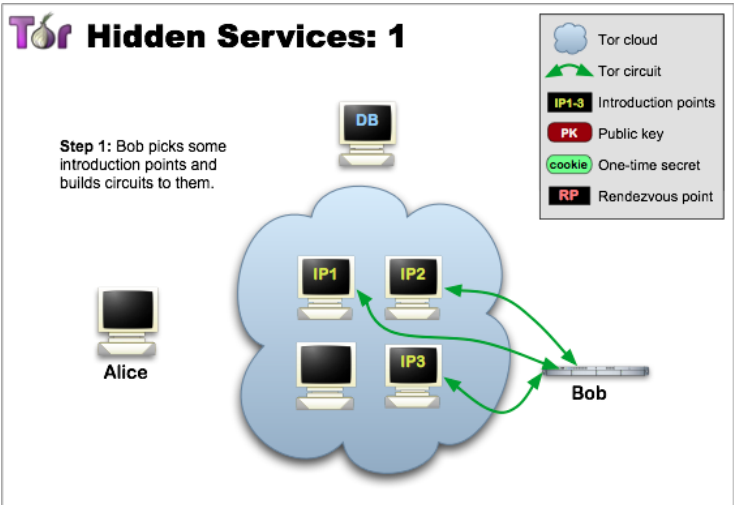 Tor Hidden Services: 1
Step 1: Bob picks some
introduction points and
builds circuits to them.
DB
Tor cloud
Tor circuit
IP1-3 Introduction points
PK Public key
cookie One-time secret
RP Rendezvous point
IP1 IP2
IP3
Alice
Bob